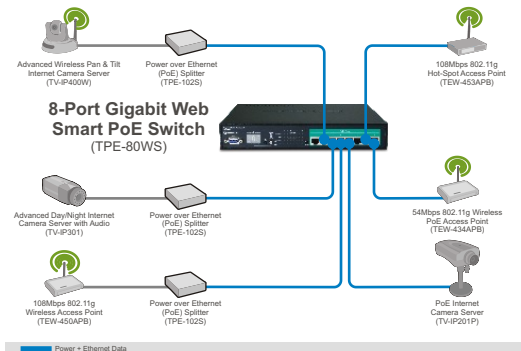 Advanced Wireless Pan & Tilt
Internet Camera Server
(TV-IP400W)
Power over Ethernet
(PoE) Splitter
(TPE-102S)
108Mbps 802.11g
Hot-Spot Access Point
(TEW-453APB)
8-Port Gigabit Web
Smart PoE Switch
(TPE-80WS)
Advanced Day/Night Internet
Camera Server with Audio
(TV-IP301)
Power over Ethernet
(PoE) Splitter
(TPE-102S)
54Mbps 802.11g Wireless
PoE Access Point
(TEW-434APB)
108Mbps 802.11g
Wireless Access Point
(TEW-450APB)
Power over Ethernet
(PoE) Splitter
(TPE-102S)
PoE Internet
Camera Server
(TV-IP201P)
Power + Ethernet Data